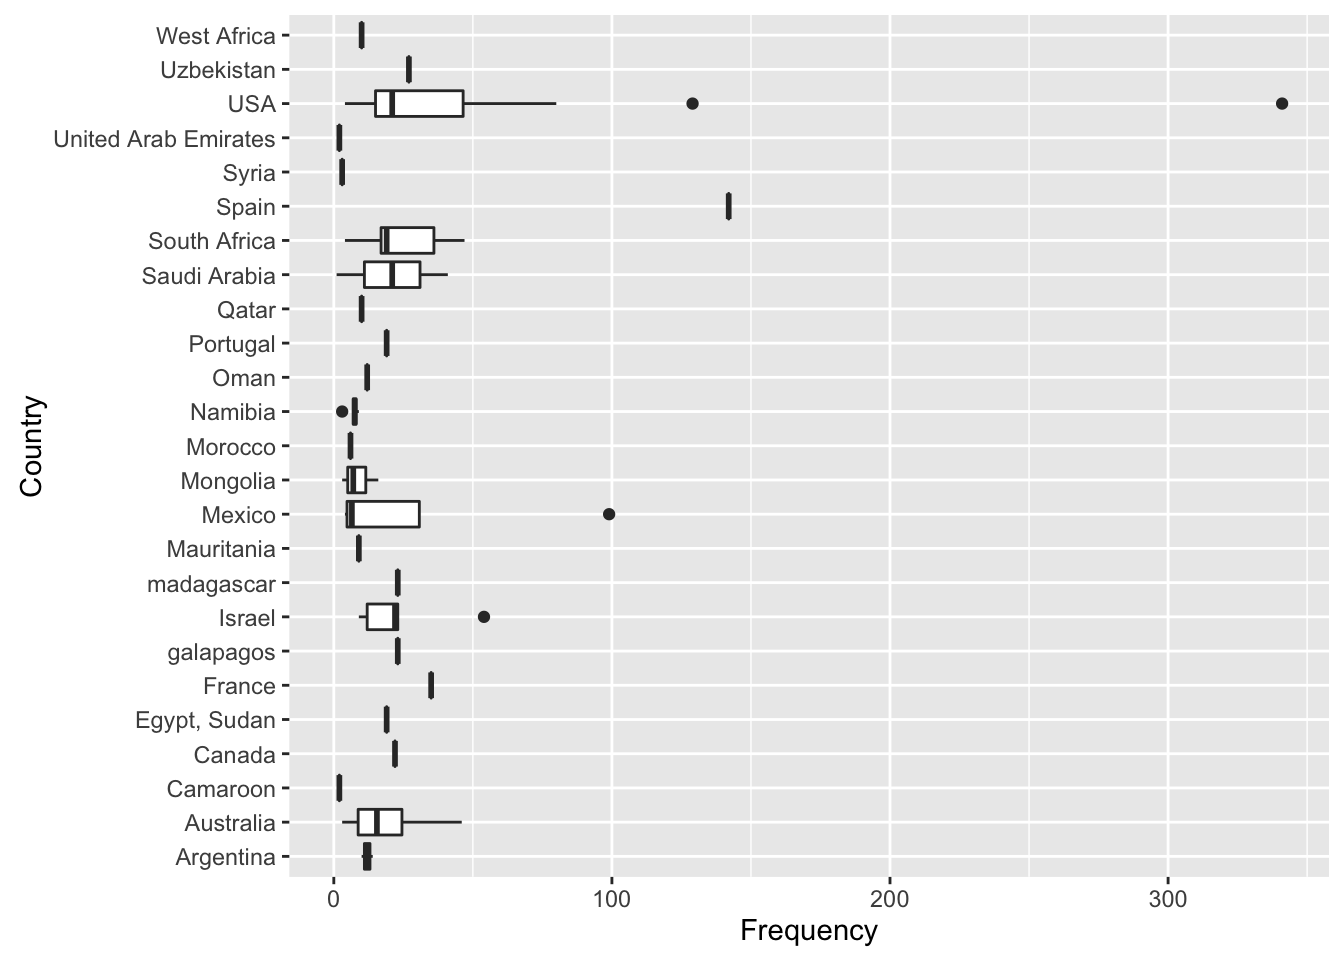 West Africa
Uzbekistan
USA
United Arab Emirates
Syria
Spain
South Africa
Saudi Arabia
Qatar
Portugal
Oman
Namibia
Morocco
Mongolia
Mexico
Mauritania
madagascar
Israel
galapagos
France
Egypt, Sudan
Canada
Camaroon
Australia
Argentina
Country
0 100 200 300
Frequency